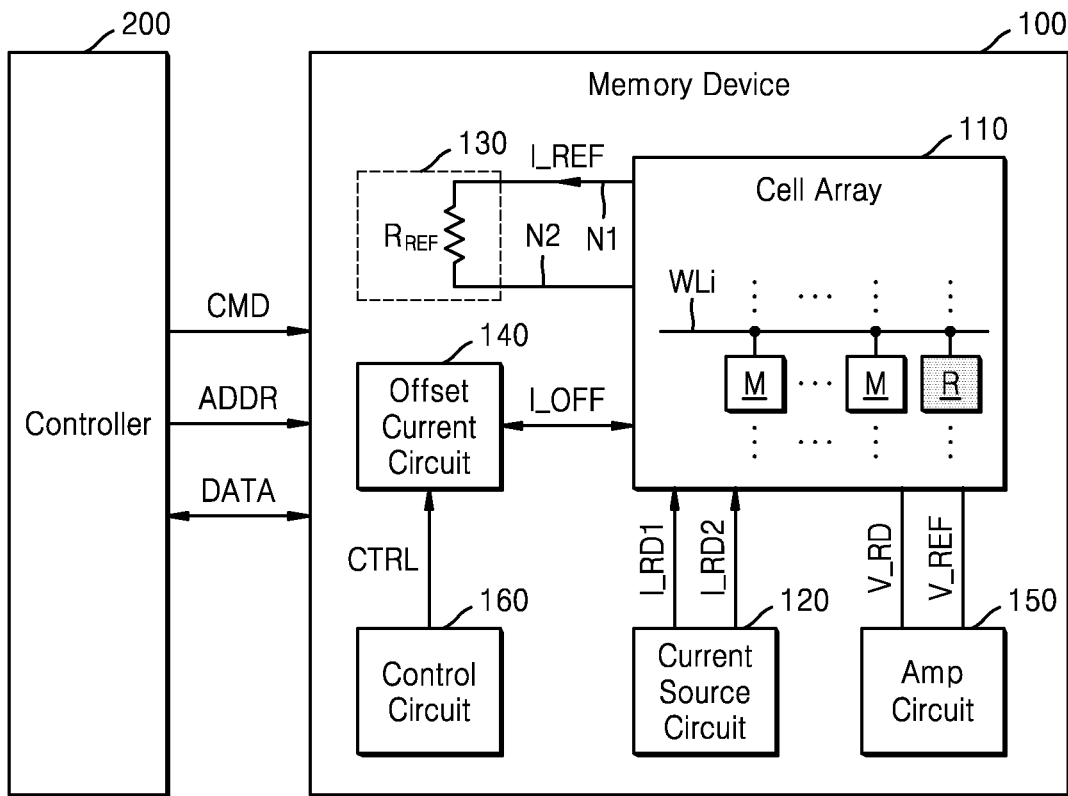 200
100
Memory Device
130
I_REF
110
Cell Array
R_REF
N2
N1
WLi
CMD
140
M
M
R
Offset
Current
Circuit
I_OFF
ADDR
Controller
DATA
CTRL
I_RD1
I_RD2
V_RD
V_REF
160
120
150
Control
Circuit
Current
Source
Circuit
Amp
Circuit